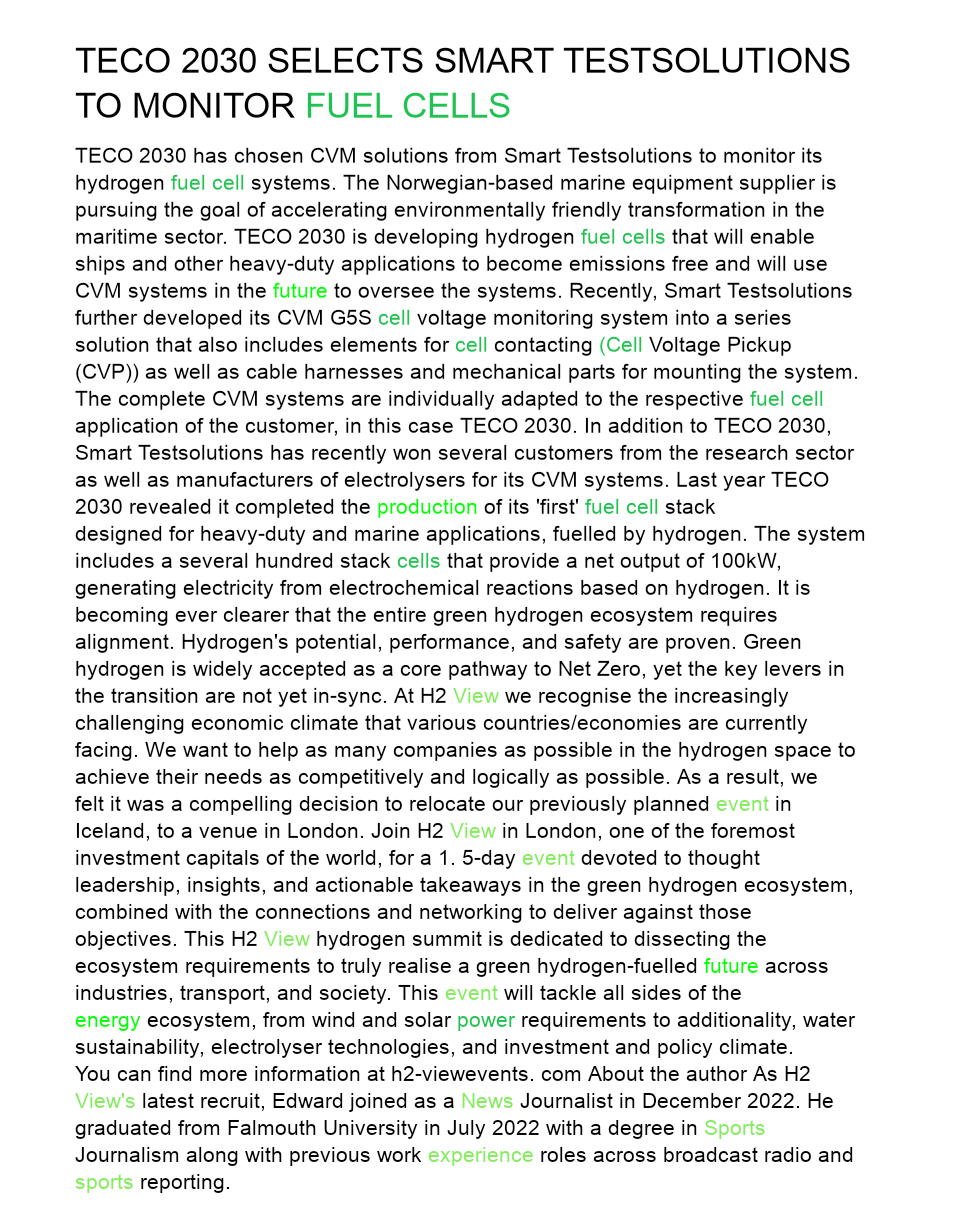 TECO 2030 SELECTS SMART TESTSOLUTIONS
TO MONITOR FUEL CELLS
TECO 2030 has chosen CVM solutions from Smart Testsolutions to monitor its
hydrogen fuel cell systems. The Norwegian-based marine equipment supplier is
pursuing the goal of accelerating environmentally friendly transformation in the
maritime sector. TECO 2030 is developing hydrogen fuel cells that will enable
ships and other heavy-duty applications to become emissions free and will use
CVM systems in the future to oversee the systems. Recently, Smart Testsolutions
further developed its CVM G5S cell voltage monitoring system into a series
solution that also includes elements for cell contacting (Cell Voltage Pickup
(CVP)) as well as cable harnesses and mechanical parts for mounting the system.
The complete CVM systems are individually adapted to the respective fuel cell
application of the customer, in this case TECO 2030. In addition to TECO 2030,
Smart Testsolutions has recently won several customers from the research sector
as well as manufacturers of electrolysers for its CVM systems. Last year TECO
2030 revealed it completed the production of its 'first' fuel cell stack
designed for heavy-duty and marine applications, fuelled by hydrogen. The system
includes a several hundred stack cells that provide a net output of 100kW,
generating electricity from electrochemical reactions based on hydrogen. It is
becoming ever clearer that the entire green hydrogen ecosystem requires
alignment. Hydrogen's potential, performance, and safety are proven. Green
hydrogen is widely accepted as a core pathway to Net Zero, yet the key levers in
the transition are not yet in-sync. At H2 View we recognise the increasingly
challenging economic climate that various countries/economies are currently
facing. We want to help as many companies as possible in the hydrogen space to
achieve their needs as competitively and logically as possible. As a result, we
felt it was a compelling decision to relocate our previously planned event in
Iceland, to a venue in London. Join H2 View in London, one of the foremost
investment capitals of the world, for a 1. 5-day event devoted to thought
leadership, insights, and actionable takeaways in the green hydrogen ecosystem,
combined with the connections and networking to deliver against those
objectives. This H2 View hydrogen summit is dedicated to dissecting the
ecosystem requirements to truly realise a green hydrogen-fuelled future across
industries, transport, and society. This event will tackle all sides of the
energy ecosystem, from wind and solar power requirements to additionality, water
sustainability, electrolyser technologies, and investment and policy climate.
You can find more information at h2-viewevents. com About the author As H2
View's latest recruit, Edward joined as a News Journalist in December 2022. He
graduated from Falmouth University in July 2022 with a degree in Sports
Journalism along with previous work experience roles across broadcast radio and
sports reporting.